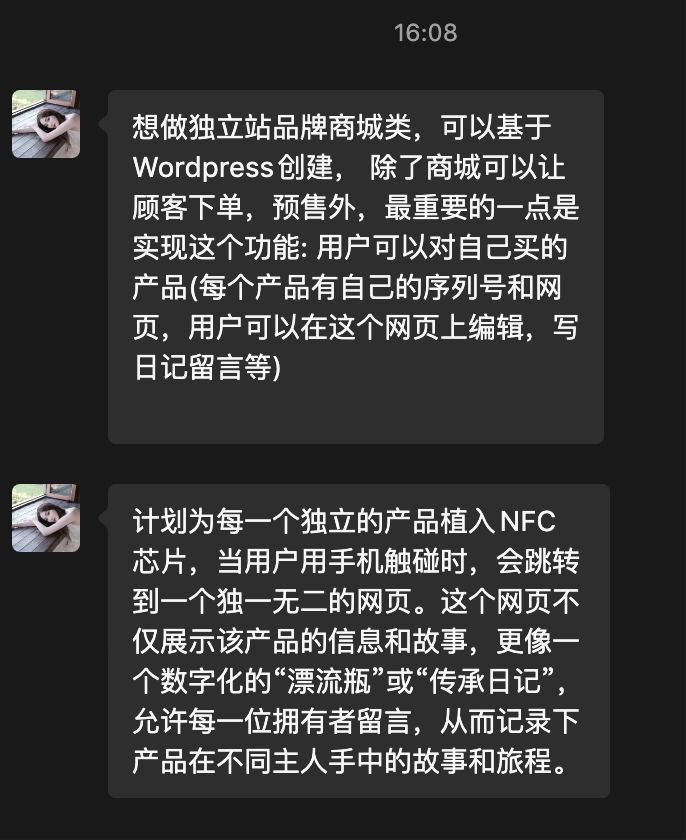 16:08
想做独立站品牌商城类，可以基于
Wordpress创建， 除了商城可以让
顾客下单，预售外，最重要的一点是
实现这个功能: 用户可以对自己买的
产品(每个产品有自己的序列号和网
页，用户可以在这个网页上编辑，写
日记留言等)
计划为每一个独立的产品植入NFC
芯片，当用户用手机触碰时，会跳转
到一个独一无二的网页。这个网页不
仅展示该产品的信息和故事，更像一
个数字化的“漂流瓶”或“传承日记”，
允许每一位拥有者留言，从而记录下
产品在不同主人手中的故事和旅程。